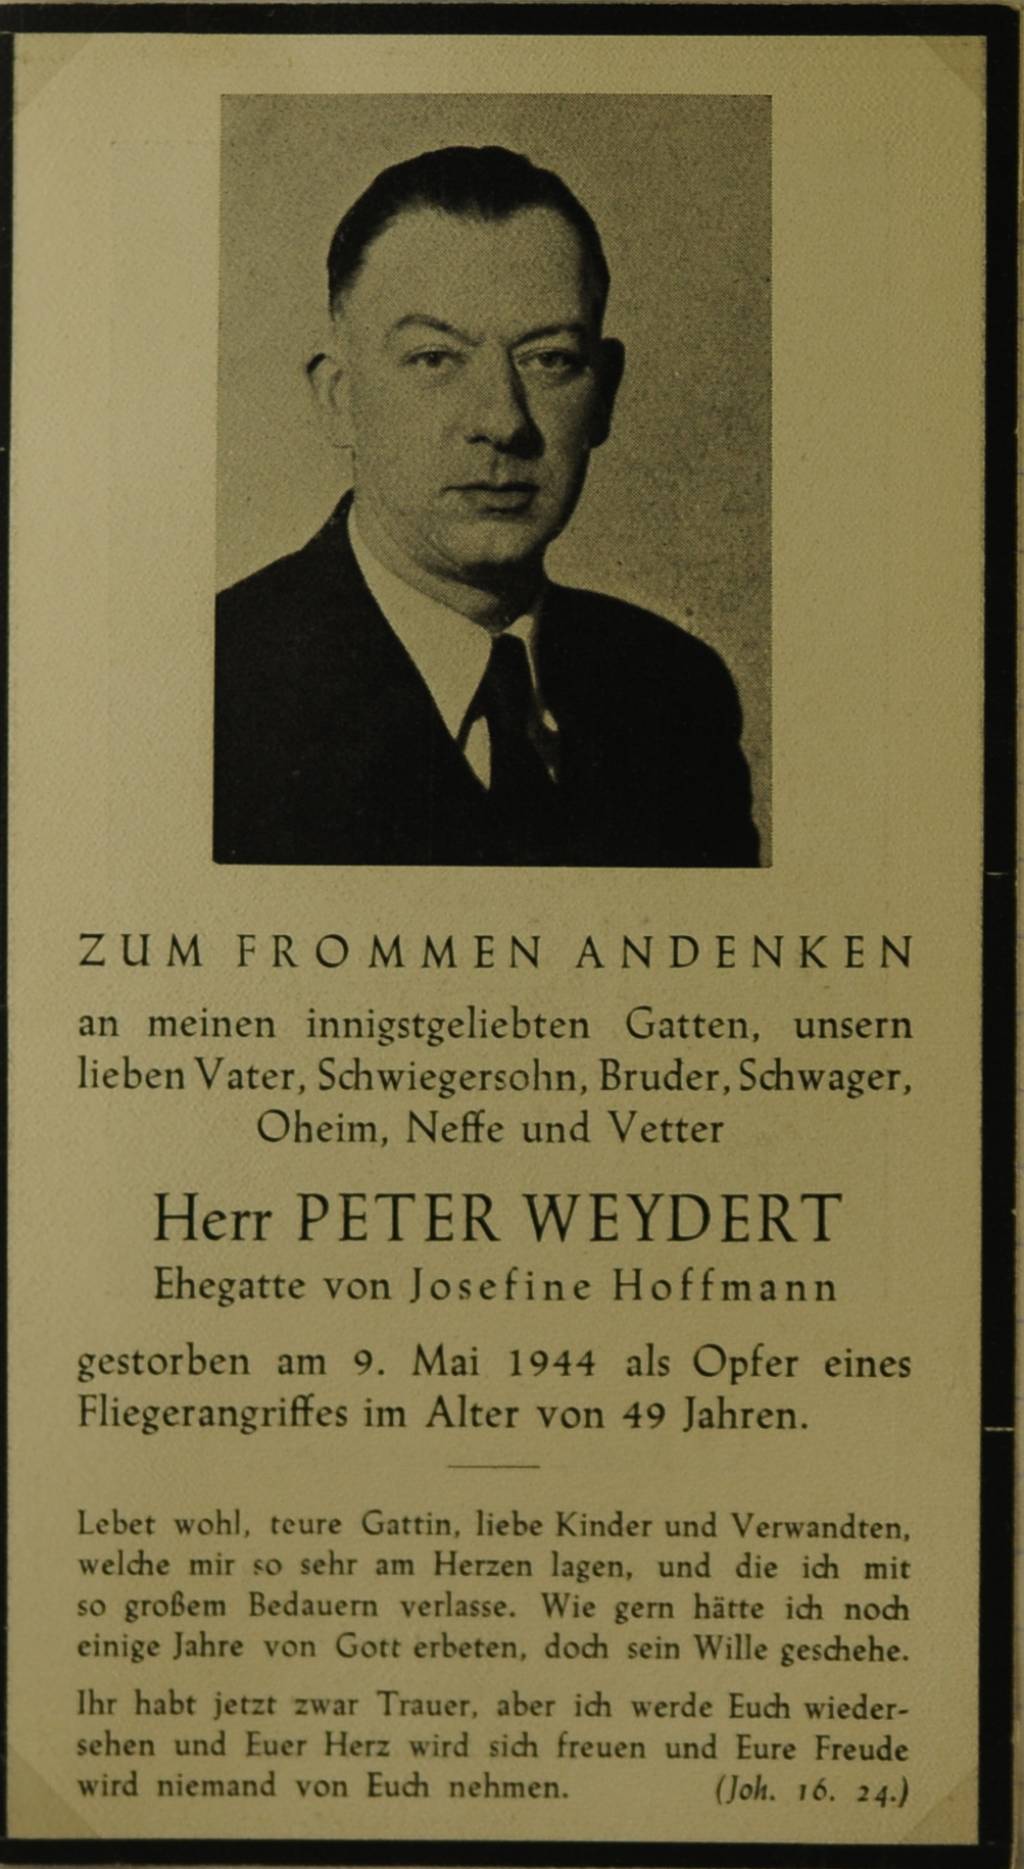 ZUM FROMMEN ANDENKEN
an meinen innigstgeliebten Gatten, unsern
lieben Vater, Schwiegersohn, Bruder, Schwager,
Oheim, Neffe und Vetter
Herr PETER WEYDERT
Ehegatte von Josefine Hoffmann
gestorben am 9. Mai 1944 als Opfer eines
Fliegerangriffes im Alter von 49 Jahren.
Lebet wohl, teure Gattin, liebe Kinder und Verwandten,
welche mir so sehr am Herzen lagen, und die ich mit
so großem Bedauern verlasse. Wie gern hätte ich noch
einige Jahre von Gott erbeten, doch sein Wille geschehe.
Ihr habt jetzt zwar Trauer, aber ich werde Euch wieder-
sehen und Euer Herz wird sich freuen und Eure Freude
wird niemand von Euch nehmen. (Joh. 16. 24.)